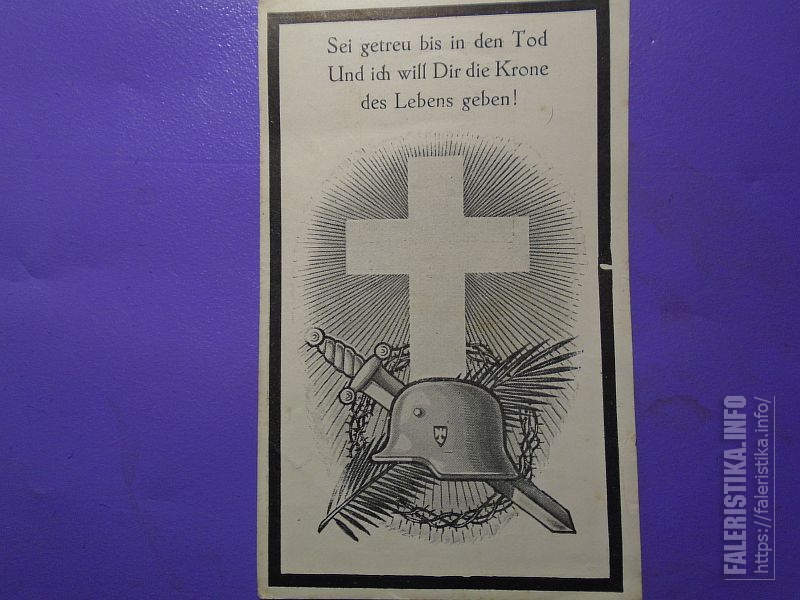 Sei getreu bis in den Tod
Und ich will Dir die Krone
des Lebens geben!
FALERISTIKA.INFO
https://faleristika.info/